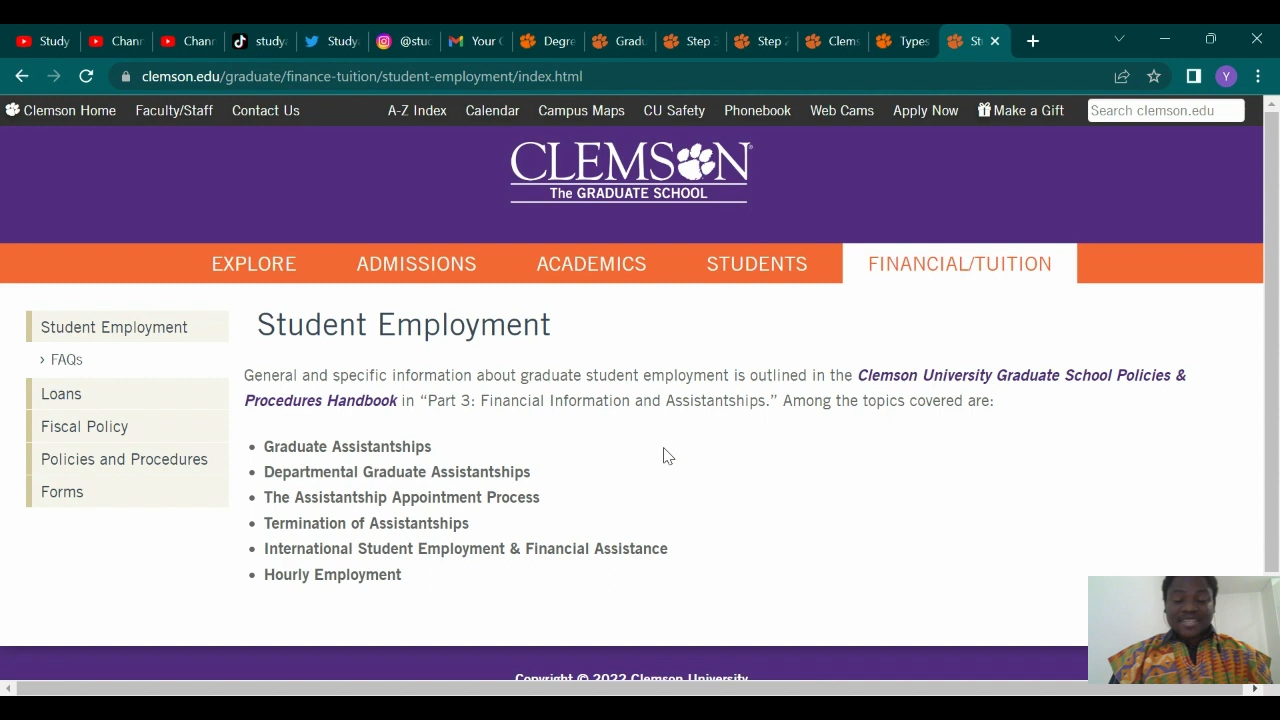 Study
Chann
Chann
study
Study
@stuc
Your C
Degre
Gradu
Step 3
Step 2
Clems
Types
St
clemson.edu/graduate/finance-tuition/student-employment/index.html
Y
Clemson Home Faculty/Staff Contact Us A-Z Index Calendar Campus Maps CU Safety Phonebook Web Cams Apply Now Make a Gift Search clemson.edu
CLEMSON
The GRADUATE SCHOOL
EXPLORE ADMISSIONS ACADEMICS STUDENTS FINANCIAL/TUITION
Student Employment
› FAQs
Loans
Fiscal Policy
Policies and Procedures
Forms
Student Employment
General and specific information about graduate student employment is outlined in the Clemson University Graduate School Policies &
Procedures Handbook in “Part 3: Financial Information and Assistantships.” Among the topics covered are:
• Graduate Assistantships
• Departmental Graduate Assistantships
• The Assistantship Appointment Process
• Termination of Assistantships
• International Student Employment & Financial Assistance
• Hourly Employment
Copyright © 2022 Clemson University